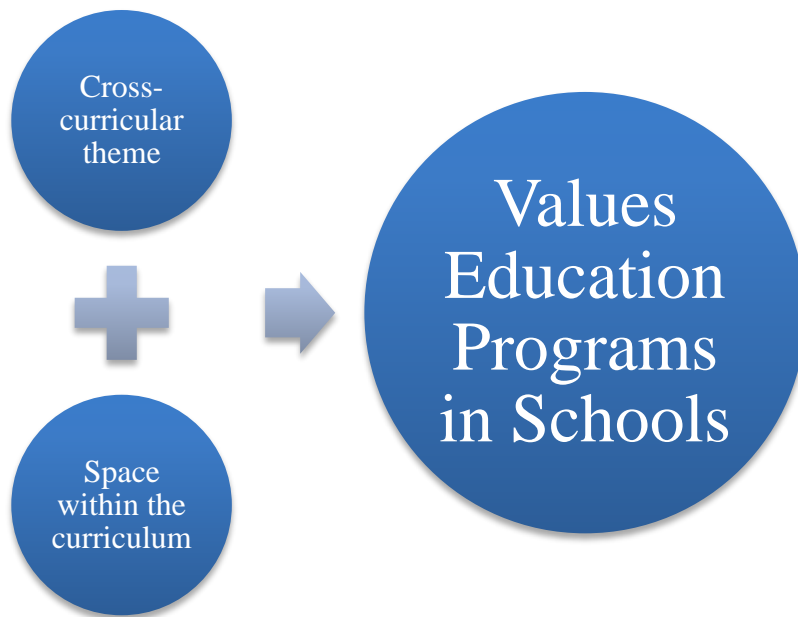 Cross-
curricular
theme
Space
within the
curriculum
Values
Education
Programs
in Schools